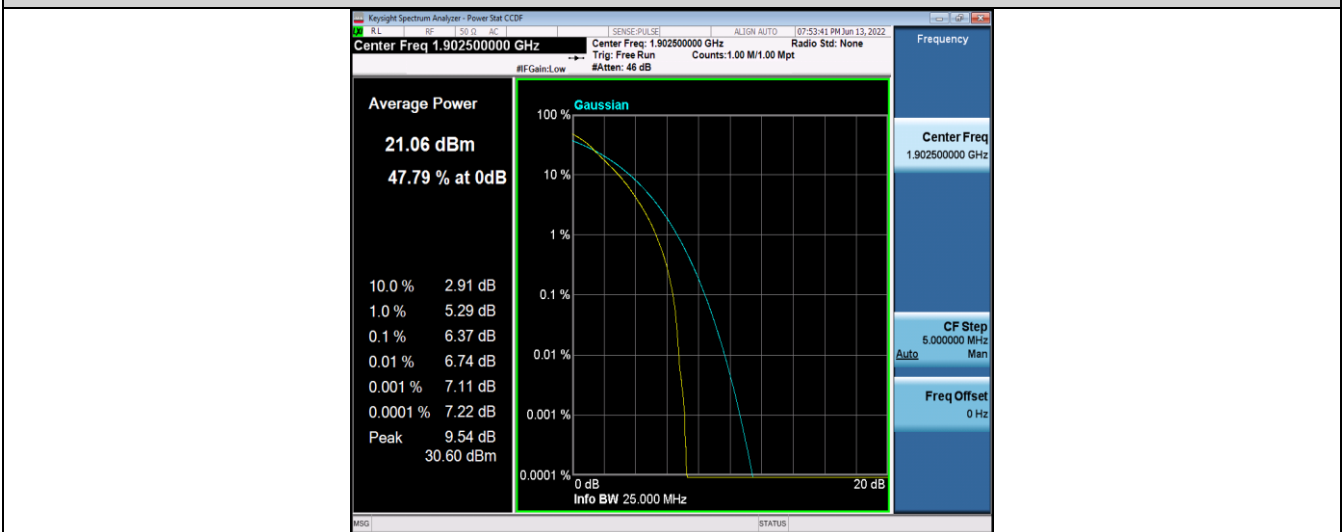 Keysight Spectrum Analyzer - Power Stat CCDF
RL RF 50 Ω AC SENSE:PULSE ALIGN AUTO 07:53:41 PM Jun 13, 2022
Center Freq 1.902500000 GHz
Center Freq: 1.902500000 GHz Radio Std: None
Trig: Free Run Counts:1.00 M/1.00 Mpt
#IFGain:Low #Atten: 46 dB
Frequency
Average Power
21.06 dBm
47.79 % at 0dB
10.0 % 2.91 dB
1.0 % 5.29 dB
0.1 % 6.37 dB
0.01 % 6.74 dB
0.001 % 7.11 dB
0.0001 % 7.22 dB
Peak 9.54 dB
30.60 dBm
Gaussian
100 %
10 %
1 %
0.1 %
0.01 %
0.001 %
0.0001 %
0 dB 20 dB
Info BW 25.000 MHz
Center Freq
1.902500000 GHz
CF Step
5.000000 MHz
Auto Man
Freq Offset
0 Hz
MSG STATUS